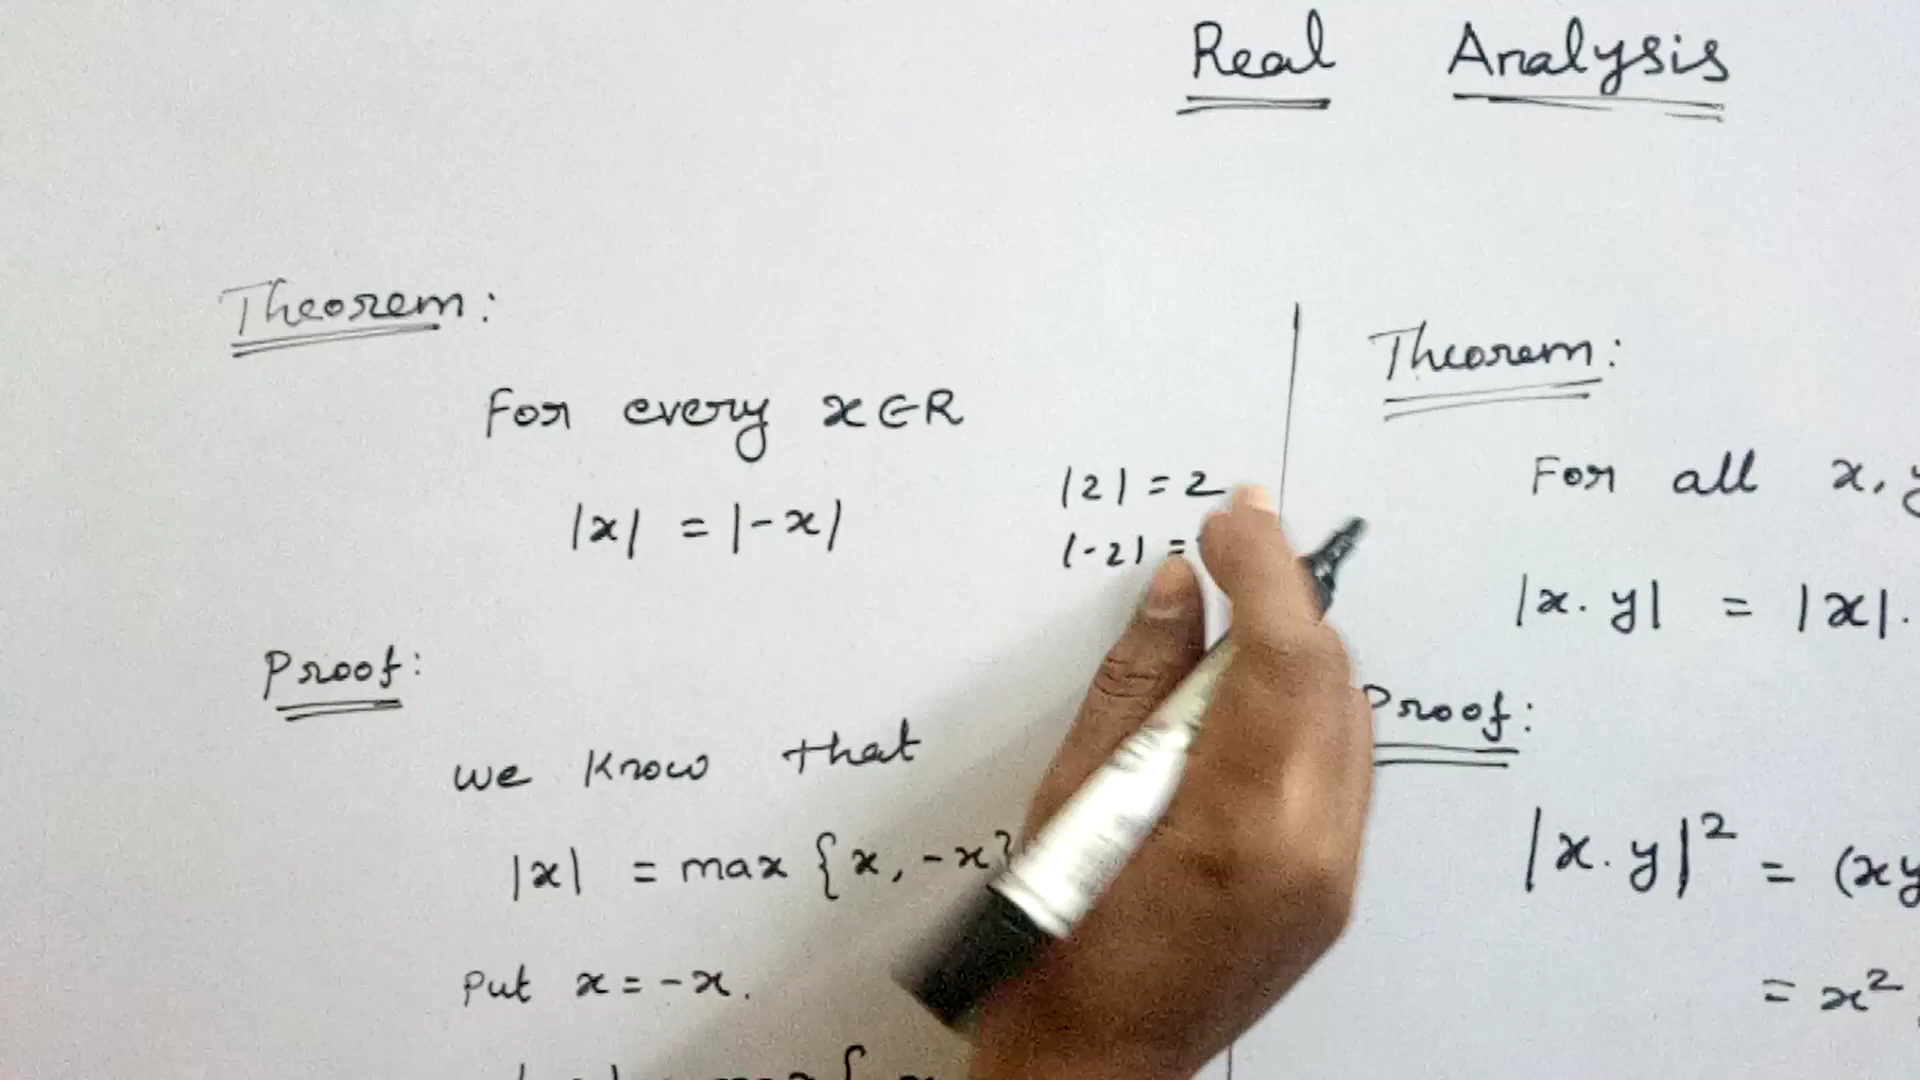 Real Analysis
Theorem:
For every x∈R
|x| = |-x|
|2| = 2
|-2| =
Proof:
we know that
|x| = max {x, -x}
Put x = -x.
Theorem:
For all x, y
|x. y| = |x|.
Proof:
|x. y|² = (xy
= x²